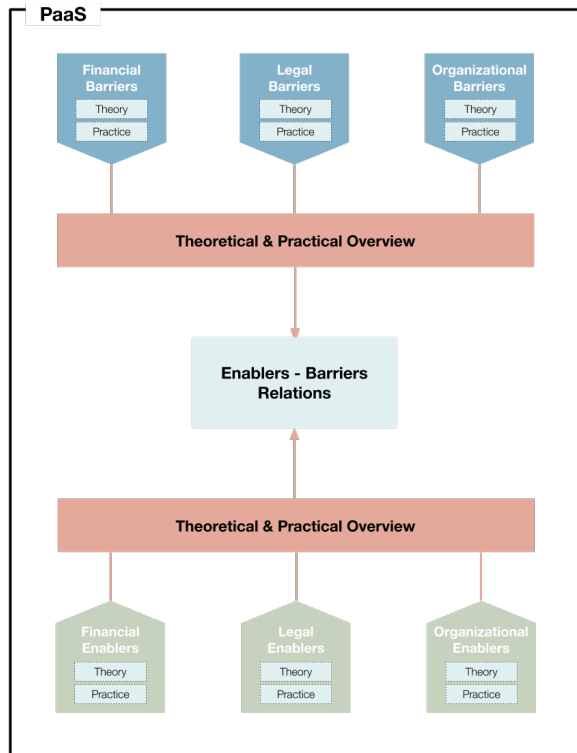 PaaS
Financial
Barriers
Theory
Practice
Legal
Barriers
Theory
Practice
Organizational
Barriers
Theory
Practice
Theoretical & Practical Overview
Enablers - Barriers
Relations
Theoretical & Practical Overview
Financial
Enablers
Theory
Practice
Legal
Enablers
Theory
Practice
Organizational
Enablers
Theory
Practice